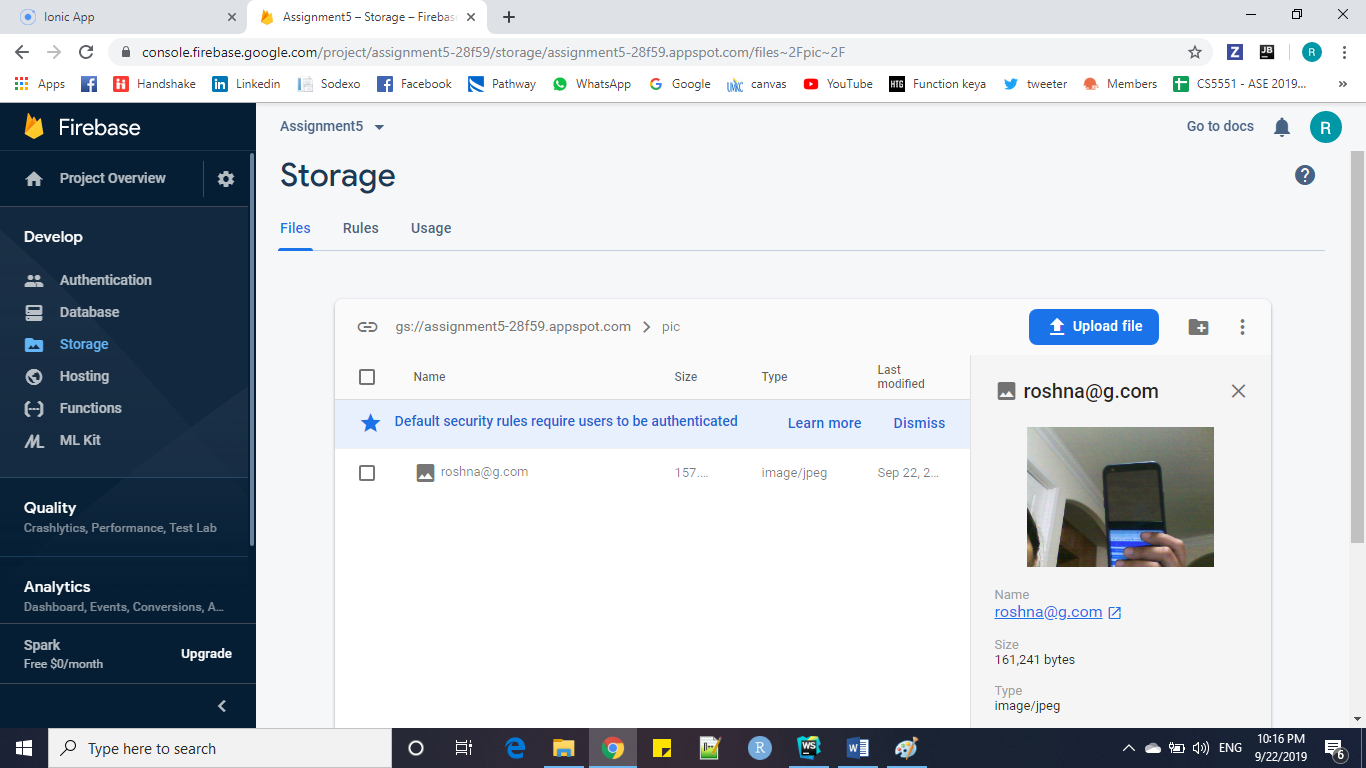 Ionic App
Assignment5 – Storage – Firebase
console.firebase.google.com/project/assignment5-28f59/storage/assignment5-28f59.appspot.com/files~2Fpic~2F
R
Apps
Handshake
Linkedin
Sodexo
Facebook
Pathway
WhatsApp
Google
canvas
YouTube
HTG Function keya
tweeter
Members
CS5551 - ASE 2019...
»
Firebase
Project Overview
Develop
Authentication
Database
Storage
Hosting
Functions
ML Kit
Quality
Crashlytics, Performance, Test Lab
Analytics
Dashboard, Events, Conversions, A...
Spark
Free $0/month
Upgrade
Assignment5
Go to docs
R
Storage
Files
Rules
Usage
gs://assignment5-28f59.appspot.com
pic
Upload file
Name
Size
Type
Last
modified
Default security rules require users to be authenticated
Learn more
Dismiss
roshna@g.com
157....
image/jpeg
Sep 22, 2...
roshna@g.com
Name
roshna@g.com
Size
161,241 bytes
Type
image/jpeg
Type here to search
ENG
10:16 PM
9/22/2019
6